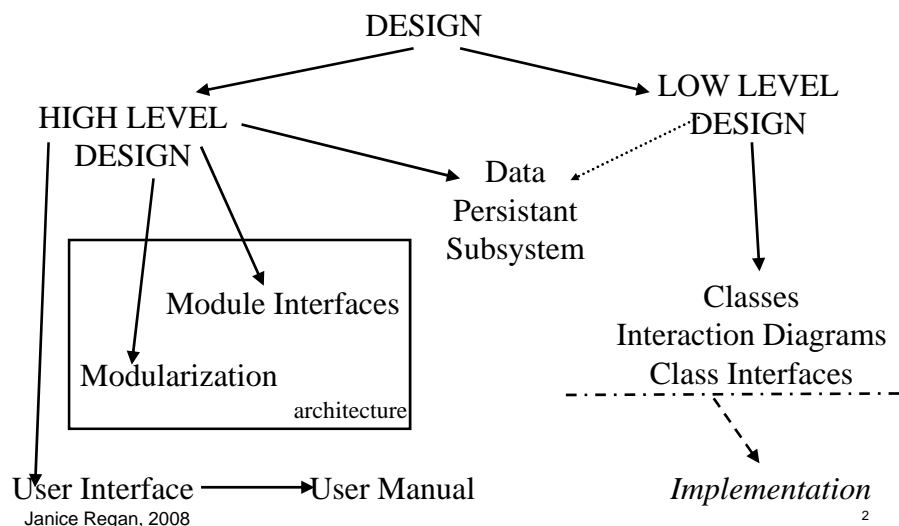 DESIGN
HIGH LEVEL
DESIGN
LOW LEVEL
DESIGN
Data
Persistant
Subsystem
Module Interfaces
Modularization
architecture
Classes
Interaction Diagrams
Class Interfaces
User Interface
User Manual
Implementation
Janice Regan, 2008
2